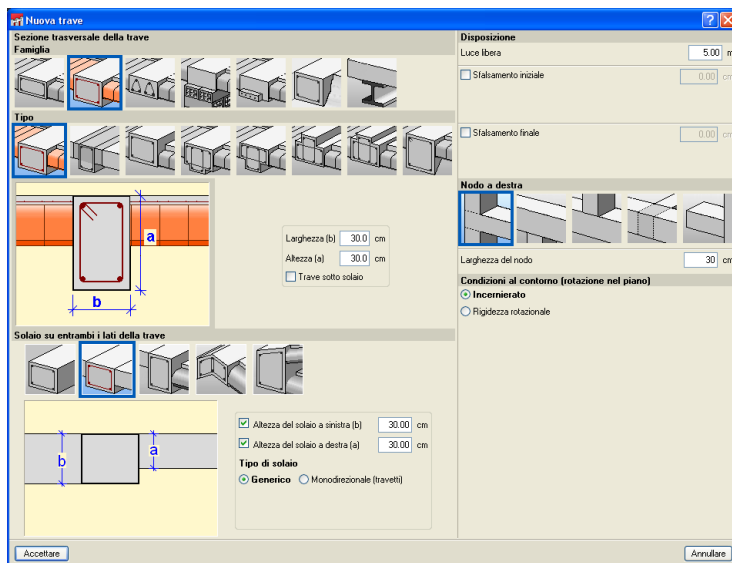 Nuova trave
Sezione trasversale della trave
Famiglia
Tipo
a
b
Larghezza (b) 30.0 cm
Altezza (a) 30.0 cm
Trave sotto solaio
Solaio su entrambi i lati della trave
b
a
Altezza del solaio a sinistra (b) 30.00 cm
Altezza del solaio a destra (a) 30.00 cm
Tipo di solaio
Generico Monodirezionale (travetti)
Accettare
Disposizione
Luce libera 5.00 m
Sfalsamento iniziale 0.00 cm
Sfalsamento finale 0.00 cm
Nodo a destra
Larghezza del nodo 30 cm
Condizioni al contorno (rotazione nel piano)
Incernierato
Rigidezza rotazionale
Annullare